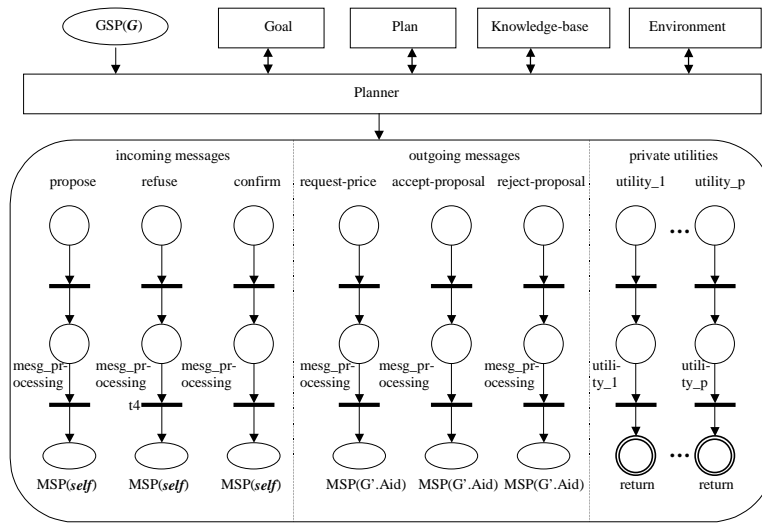 GSP(G)
Goal
Plan
Knowledge-base
Environment
Planner
incoming messages
outgoing messages
private utilities
propose
refuse
confirm
request-price
accept-proposal
reject-proposal
utility_1
utility_p
...
mesg_pr-
ocessing
mesg_pr-
ocessing
mesg_pr-
ocessing
mesg_pr-
ocessing
mesg_pr-
ocessing
mesg_pr-
ocessing
utili-
ty_1
utili-
ty_p
t4
...
MSP(self)
MSP(self)
MSP(self)
MSP(G'.Aid)
MSP(G'.Aid)
MSP(G'.Aid)
return
return